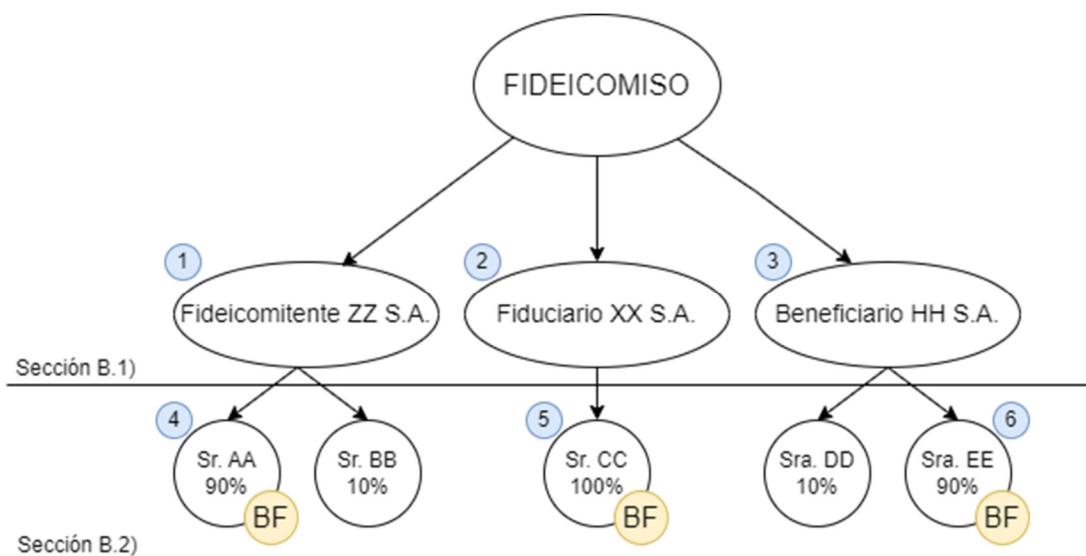 FIDEICOMISO
1
2
3
Fideicomitente ZZ S.A.
Fiduciario XX S.A.
Beneficiario HH S.A.
Sección B.1)
4
5
6
Sr. AA
90%
BF
Sr. BB
10%
Sr. CC
100%
BF
Sra. DD
10%
Sra. EE
90%
BF
Sección B.2)